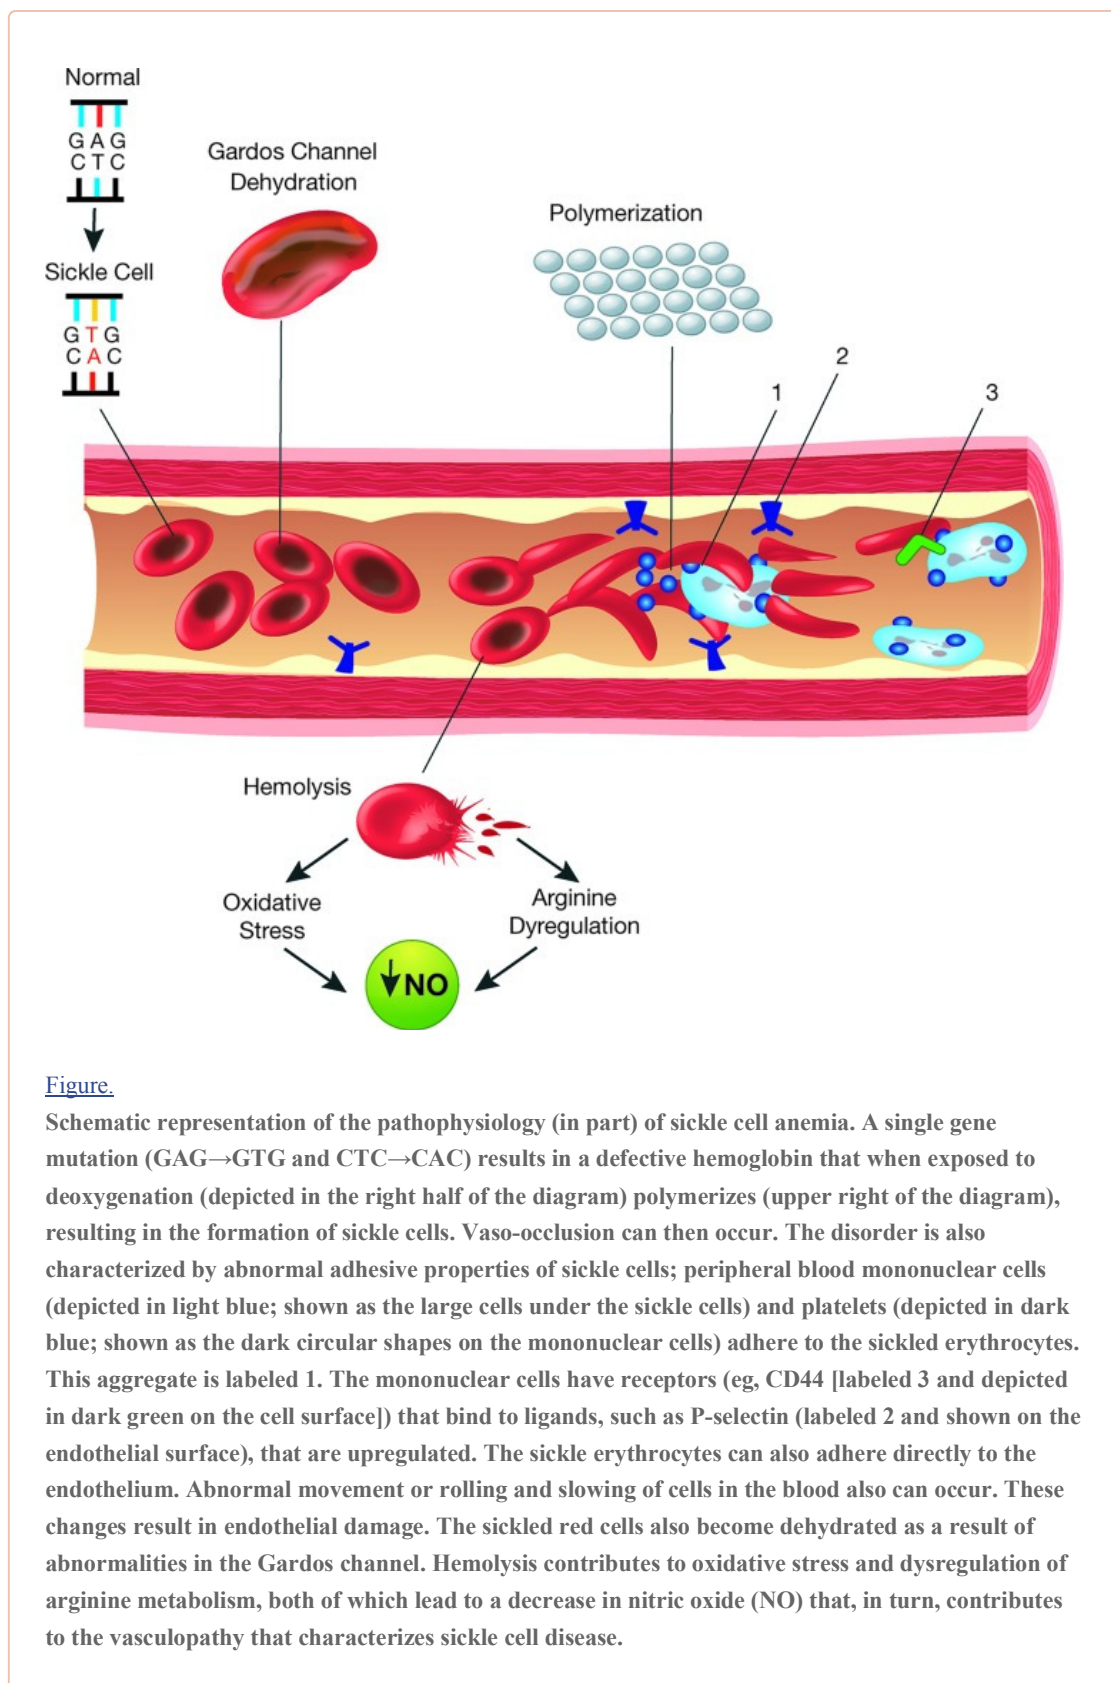 Normal
G A G
C T C
Sickle Cell
G T G
C A C
Gardos Channel
Dehydration
Polymerization
1
2
3
Hemolysis
Oxidative
Stress
Arginine
Dyregulation
↓NO
Figure.
Schematic representation of the pathophysiology (in part) of sickle cell anemia. A single gene
mutation (GAG→GTG and CTC→CAC) results in a defective hemoglobin that when exposed to
deoxygenation (depicted in the right half of the diagram) polymerizes (upper right of the diagram),
resulting in the formation of sickle cells. Vaso-occlusion can then occur. The disorder is also
characterized by abnormal adhesive properties of sickle cells; peripheral blood mononuclear cells
(depicted in light blue; shown as the large cells under the sickle cells) and platelets (depicted in dark
blue; shown as the dark circular shapes on the mononuclear cells) adhere to the sickled erythrocytes.
This aggregate is labeled 1. The mononuclear cells have receptors (eg, CD44 [labeled 3 and depicted
in dark green on the cell surface]) that bind to ligands, such as P-selectin (labeled 2 and shown on the
endothelial surface), that are upregulated. The sickle erythrocytes can also adhere directly to the
endothelium. Abnormal movement or rolling and slowing of cells in the blood also can occur. These
changes result in endothelial damage. The sickled red cells also become dehydrated as a result of
abnormalities in the Gardos channel. Hemolysis contributes to oxidative stress and dysregulation of
arginine metabolism, both of which lead to a decrease in nitric oxide (NO) that, in turn, contributes
to the vasculopathy that characterizes sickle cell disease.